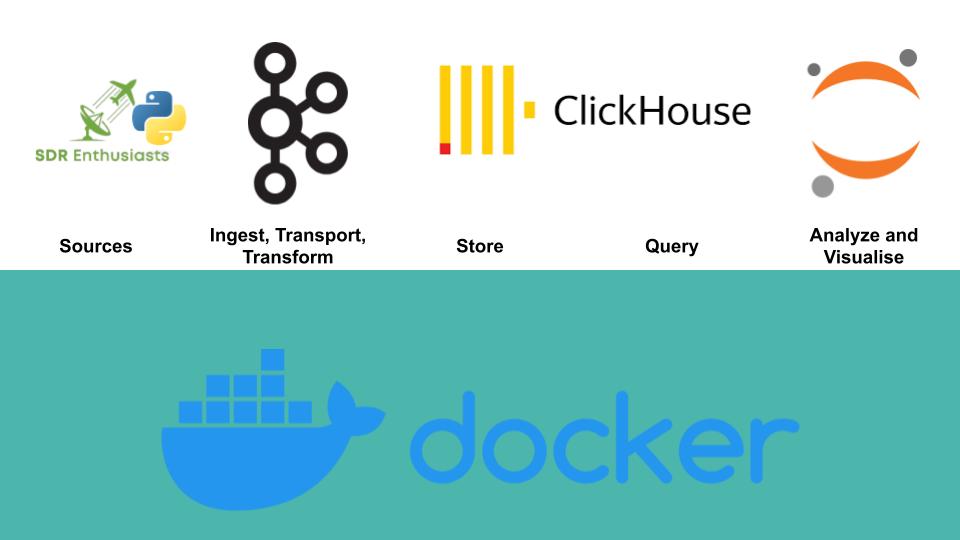 SDR Enthusiasts
ClickHouse
Sources
Ingest, Transport,
Transform
Store
Query
Analyze and
Visualise
docker